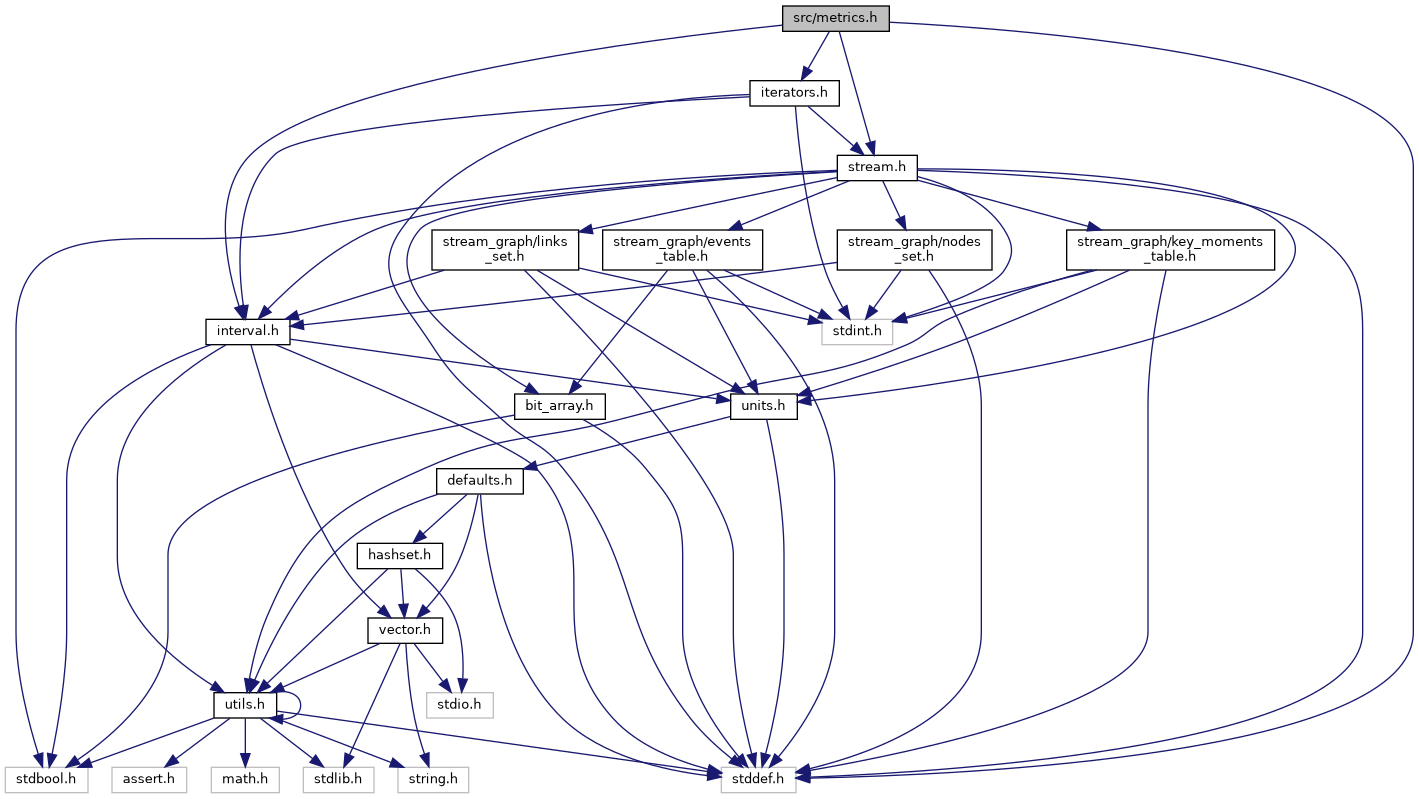 src/metrics.h
iterators.h
stream.h
stream_graph/links
_set.h
stream_graph/events
_table.h
stream_graph/nodes
_set.h
stream_graph/key_moments
_table.h
interval.h
stdint.h
bit_array.h
units.h
defaults.h
hashset.h
vector.h
utils.h
stdio.h
stdbool.h
assert.h
math.h
stdlib.h
string.h
stddef.h